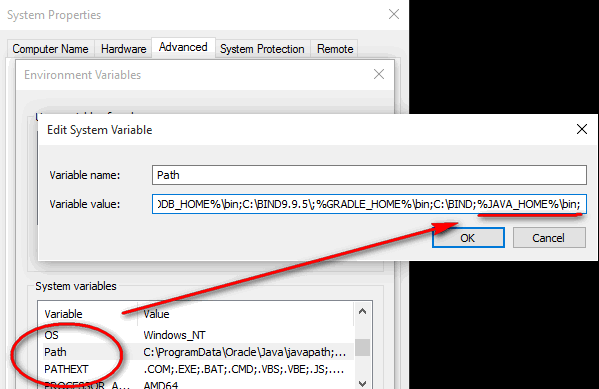 System Properties
Computer Name Hardware Advanced System Protection Remote
Environment Variables
Edit System Variable
Variable name: Path
Variable value: DB_HOME%\bin;C:\BIND9.9.5\;%GRADLE_HOME%\bin;C:\BIND;%JAVA_HOME%\bin;
OK Cancel
System variables
Variable Value
OS Windows_NT
Path C:\ProgramData\Oracle\Java\javapath;...
PATHEXT .COM;.EXE;.BAT;.CMD;.VBS;.VBE;.JS;....
PROCESSOR_A... AMD64